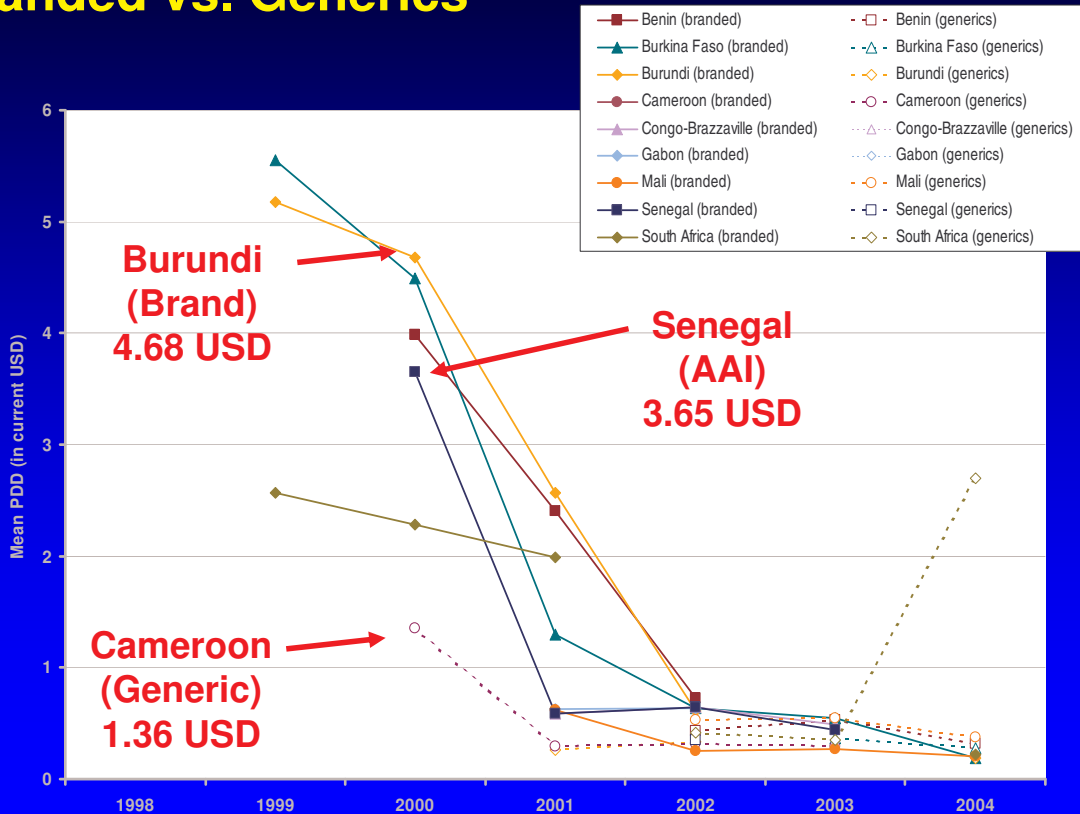 anded vs. Generics
Benin (branded)
Benin (generics)
Burkina Faso (branded)
Burkina Faso (generics)
Burundi (branded)
Burundi (generics)
Cameroon (branded)
Cameroon (generics)
Congo-Brazzaville (branded)
Congo-Brazzaville (generics)
Gabon (branded)
Gabon (generics)
Mali (branded)
Mali (generics)
Senegal (branded)
Senegal (generics)
South Africa (branded)
South Africa (generics)
Mean PDD (in current USD)
6
5
4
3
2
1
0
Burundi
(Brand)
4.68 USD
Senegal
(AAI)
3.65 USD
Cameroon
(Generic)
1.36 USD
1998
1999
2000
2001
2002
2003
2004